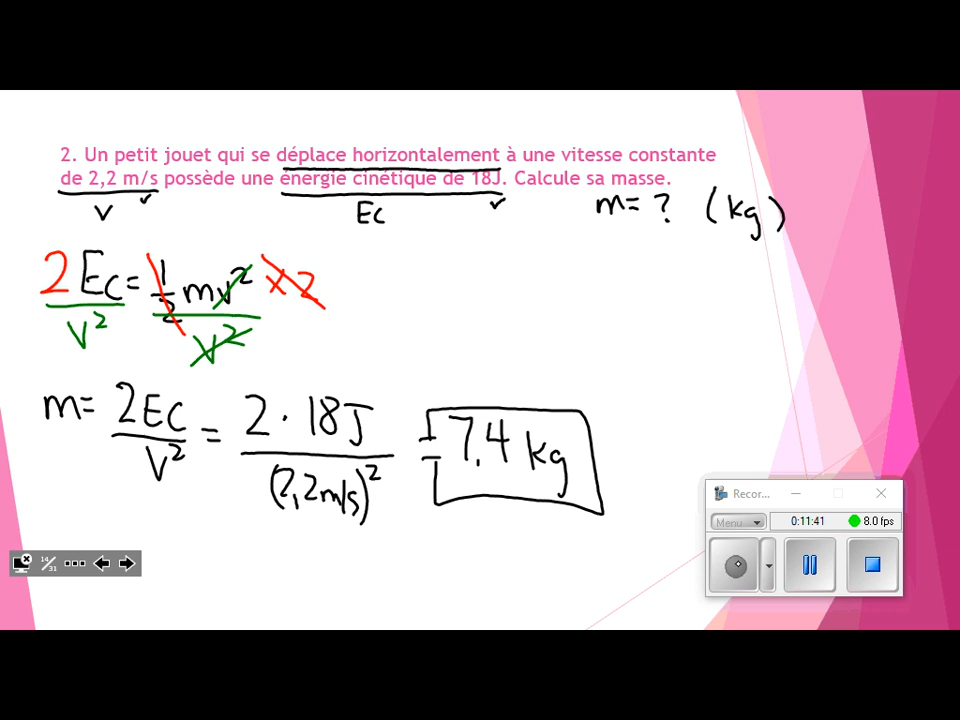 2. Un petit jouet qui se déplace horizontalement à une vitesse constante
de 2,2 m/s possède une énergie cinétique de 18J. Calcule sa masse.
v ✓ Ec ✓ m = ? (kg)
2 Ec = 1/2 mv² x 2
v² v²
m = 2Ec/v² = 2 · 18J/(2,2m/s)² = 7,4 kg
Recor...
Menu 0:11:41 8.0 fps
14/31